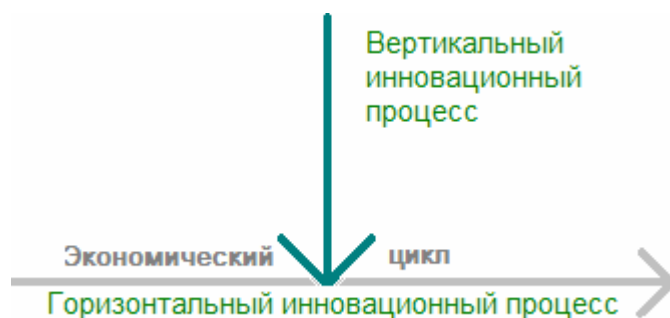 Вертикальный
инновационный
процесс
Экономический цикл
Горизонтальный инновационный процесс